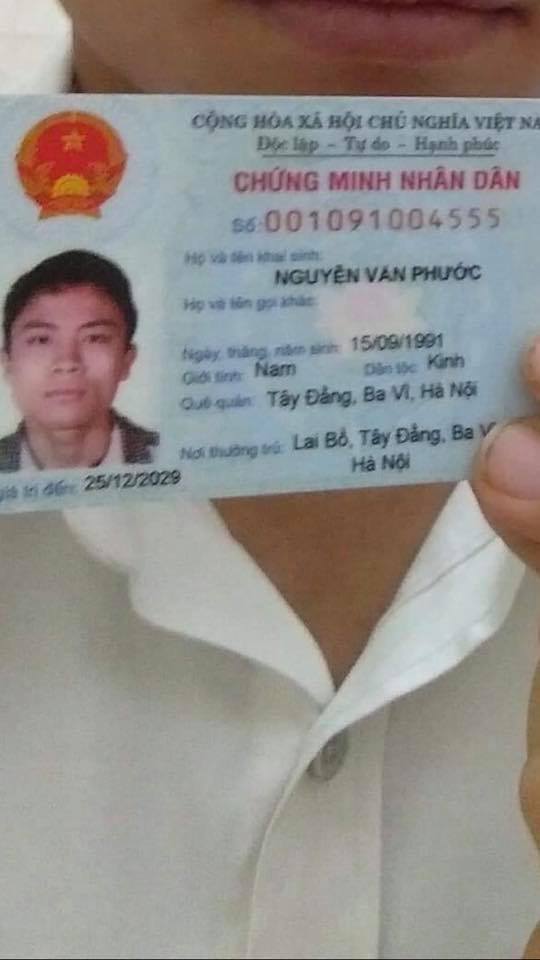 CỘNG HÒA XÃ HỘI CHỦ NGHĨA VIỆT NA
Độc lập - Tự do - Hạnh phúc
CHỨNG MINH NHÂN DÂN
Số: 001091004555
Họ và tên khai sinh:
NGUYỄN VĂN PHƯỚC
Họ và tên gọi khác:
Ngày, tháng, năm sinh: 15/09/1991
Giới tính: Nam Dân tộc: Kinh
Quê quán: Tây Đằng, Ba Vì, Hà Nội
Nơi thường trú: Lai Bồ, Tây Đằng, Ba V
Hà Nội
giá trị đến: 25/12/2029